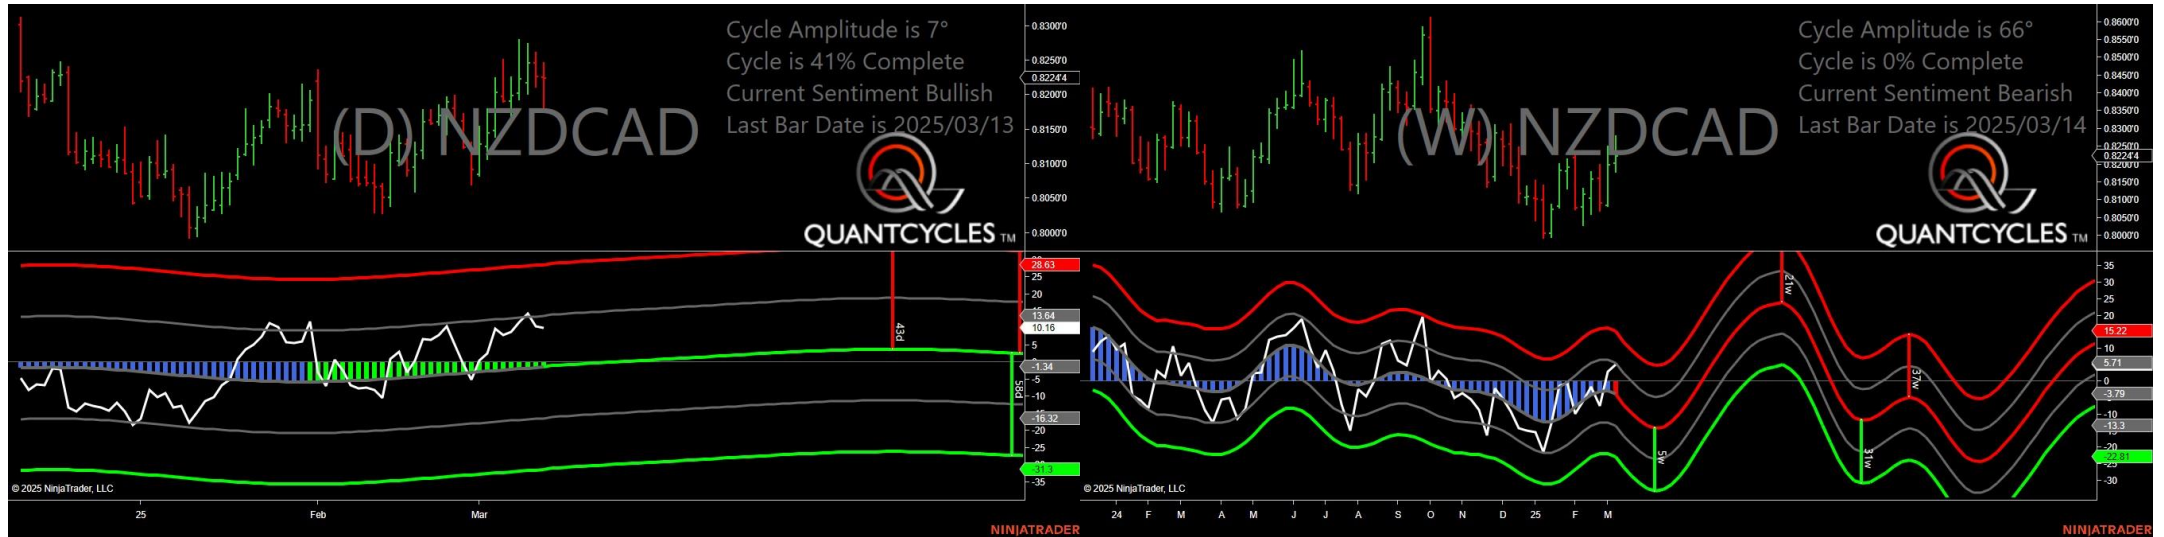 Cycle Amplitude is 7°
Cycle is 41% Complete
Current Sentiment Bullish
Last Bar Date is 2025/03/13
(D) NZDCAD
QUANTCYCLES TM
0.8300'0
0.8250'0
0.8224'4
0.8200'0
0.8150'0
0.8100'0
0.8050'0
0.8000'0
28.63
25
20
13.64
10.16
5
-1.34
-5
-10
-16.32
-20
-25
-31.3
-35
43d
58d
© 2025 NinjaTrader, LLC
25 Feb Mar
NINJATRADER
Cycle Amplitude is 66°
Cycle is 0% Complete
Current Sentiment Bearish
Last Bar Date is 2025/03/14
(W) NZDCAD
QUANTCYCLES TM
0.8600'0
0.8550'0
0.8500'0
0.8450'0
0.8400'0
0.8350'0
0.8300'0
0.8250'0
0.8224'4
0.8200'0
0.8150'0
0.8100'0
0.8050'0
0.8000'0
35
30
25
20
15.22
10
5.71
0
-3.79
-10
-13.3
-20
-22.81
-25
-30
5w
21w
31w
37w
© 2025 NinjaTrader, LLC
24 F M A M J J A S O N D 25 F M
NINJATRADER